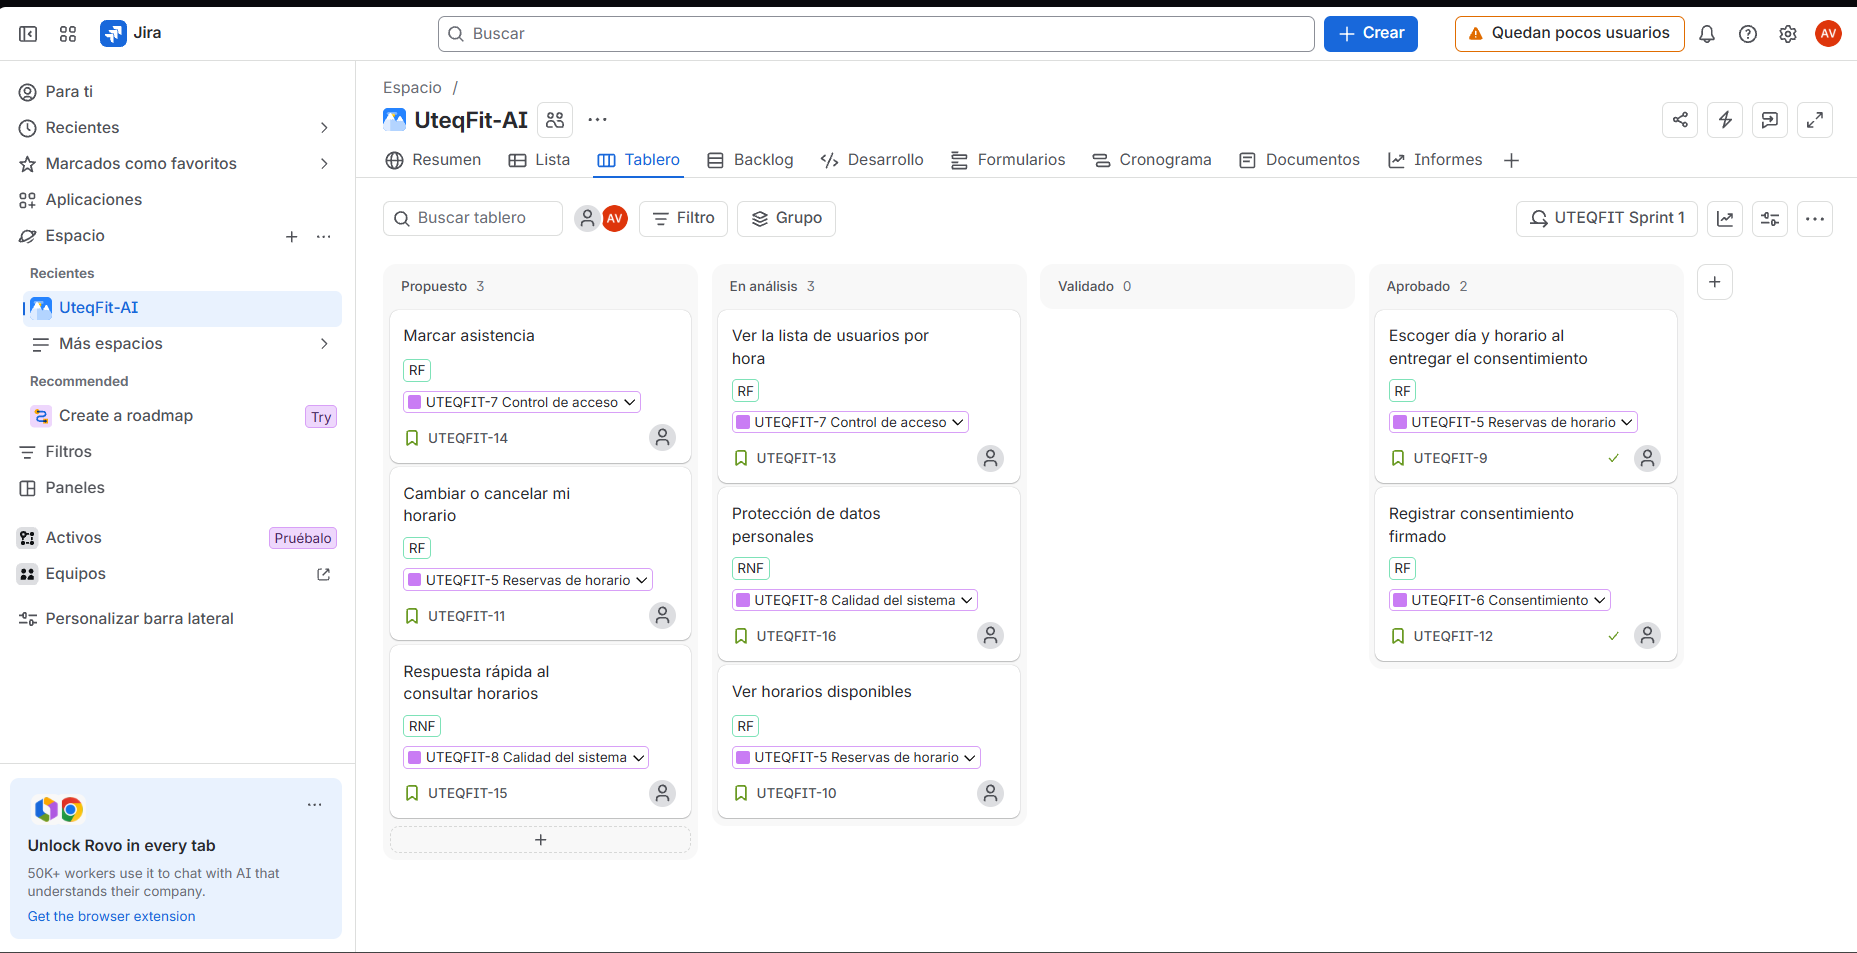 Jira
Buscar
Crear
Quedan pocos usuarios
AV
Para ti
Recientes
Marcados como favoritos
Aplicaciones
Espacio
Recientes
UteqFit-AI
Más espacios
Recommended
Create a roadmap
Try
Filtros
Paneles
Activos
Pruébalo
Equipos
Personalizar barra lateral
Unlock Rovo in every tab
50K+ workers use it to chat with AI that
understands their company.
Get the browser extension
Espacio /
UteqFit-AI
Resumen
Lista
Tablero
Backlog
Desarrollo
Formularios
Cronograma
Documentos
Informes
Buscar tablero
AV
Filtro
Grupo
UTEQFIT Sprint 1
Propuesto 3
Marcar asistencia
RF
UTEQFIT-7 Control de acceso
UTEQFIT-14
Cambiar o cancelar mi
horario
RF
UTEQFIT-5 Reservas de horario
UTEQFIT-11
Respuesta rápida al
consultar horarios
RNF
UTEQFIT-8 Calidad del sistema
UTEQFIT-15
En análisis 3
Ver la lista de usuarios por
hora
RF
UTEQFIT-7 Control de acceso
UTEQFIT-13
Protección de datos
personales
RNF
UTEQFIT-8 Calidad del sistema
UTEQFIT-16
Ver horarios disponibles
RF
UTEQFIT-5 Reservas de horario
UTEQFIT-10
Validado 0
Aprobado 2
Escoger día y horario al
entregar el consentimiento
RF
UTEQFIT-5 Reservas de horario
UTEQFIT-9
Registrar consentimiento
firmado
RF
UTEQFIT-6 Consentimiento
UTEQFIT-12